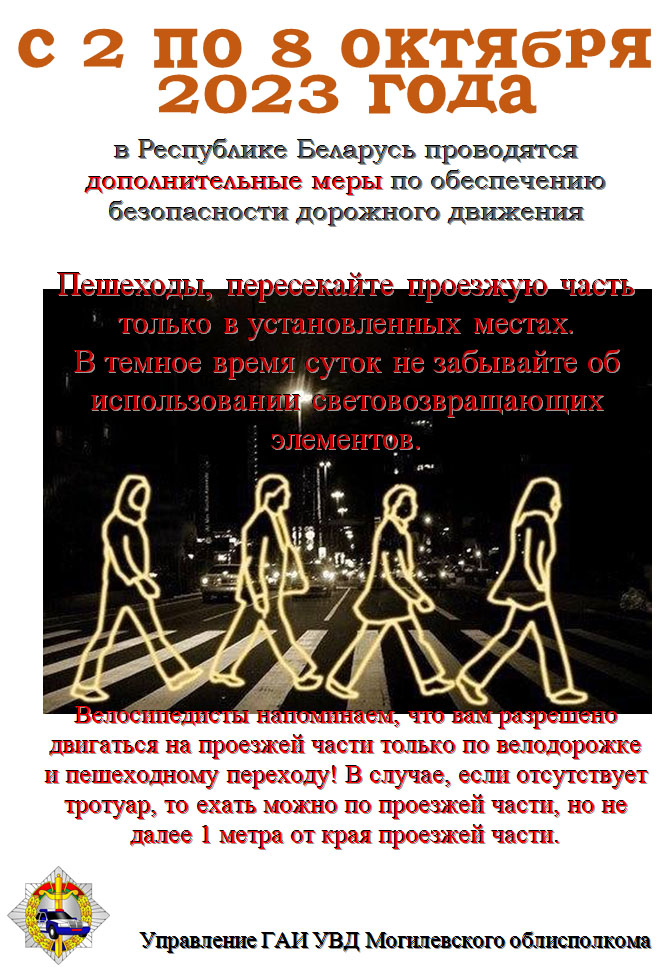 с 2 по 8 октября
2023 года
в Республике Беларусь проводятся
дополнительные меры по обеспечению
безопасности дорожного движения
Пешеходы, пересекайте проезжую часть
только в установленных местах.
В темное время суток не забывайте об
использовании световозвращающих
элементов.
Велосипедисты напоминаем, что вам разрешено
двигаться на проезжей части только по велодорожке
и пешеходному переходу! В случае, если отсутствует
тротуар, то ехать можно по проезжей части, но не
далее 1 метра от края проезжей части.
Управление ГАИ УВД Могилевского облисполкома